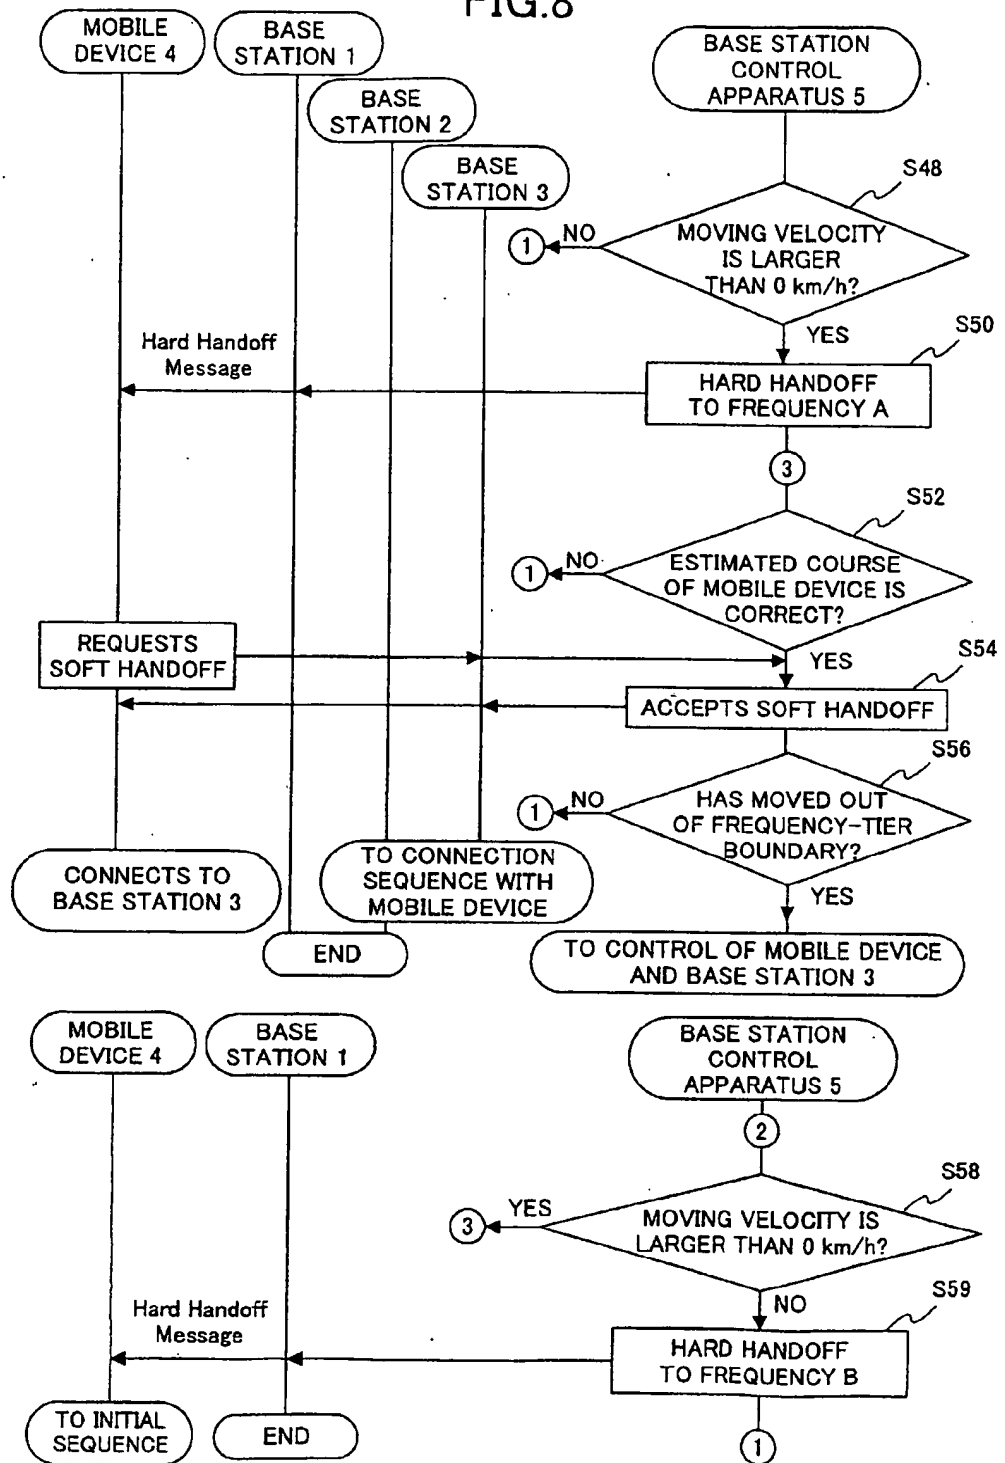 FIG.8
MOBILE
DEVICE 4
BASE
STATION 1
BASE
STATION 2
BASE
STATION 3
BASE STATION
CONTROL
APPARATUS 5
S48
MOVING VELOCITY
IS LARGER
THAN 0 km/h?
NO
1
YES
S50
Hard Handoff
Message
HARD HANDOFF
TO FREQUENCY A
3
S52
ESTIMATED COURSE
OF MOBILE DEVICE IS
CORRECT?
NO
1
YES
REQUESTS
SOFT HANDOFF
S54
ACCEPTS SOFT HANDOFF
S56
HAS MOVED OUT
OF FREQUENCY-TIER
BOUNDARY?
NO
1
YES
CONNECTS TO
BASE STATION 3
TO CONNECTION
SEQUENCE WITH
MOBILE DEVICE
END
TO CONTROL OF MOBILE DEVICE
AND BASE STATION 3
MOBILE
DEVICE 4
BASE
STATION 1
BASE STATION
CONTROL
APPARATUS 5
2
S58
MOVING VELOCITY IS
LARGER THAN 0 km/h?
YES
3
NO
S59
Hard Handoff
Message
HARD HANDOFF
TO FREQUENCY B
TO INITIAL
SEQUENCE
END
1